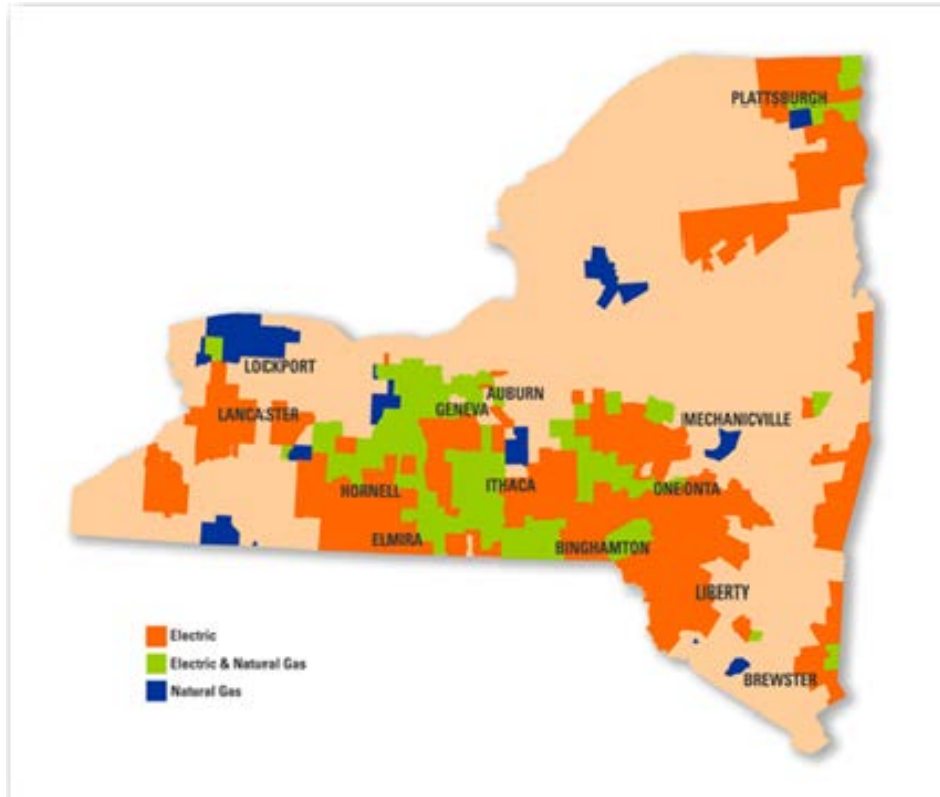 PLATTSBURGH
LOCKPORT
LANCASTER
AUBURN
GENEVA
MECHANICVILLE
HORNELL
ITHACA
ONEONTA
ELMIRA
BINGHAMTON
LIBERTY
BREWSTER
Electric
Electric & Natural Gas
Natural Gas